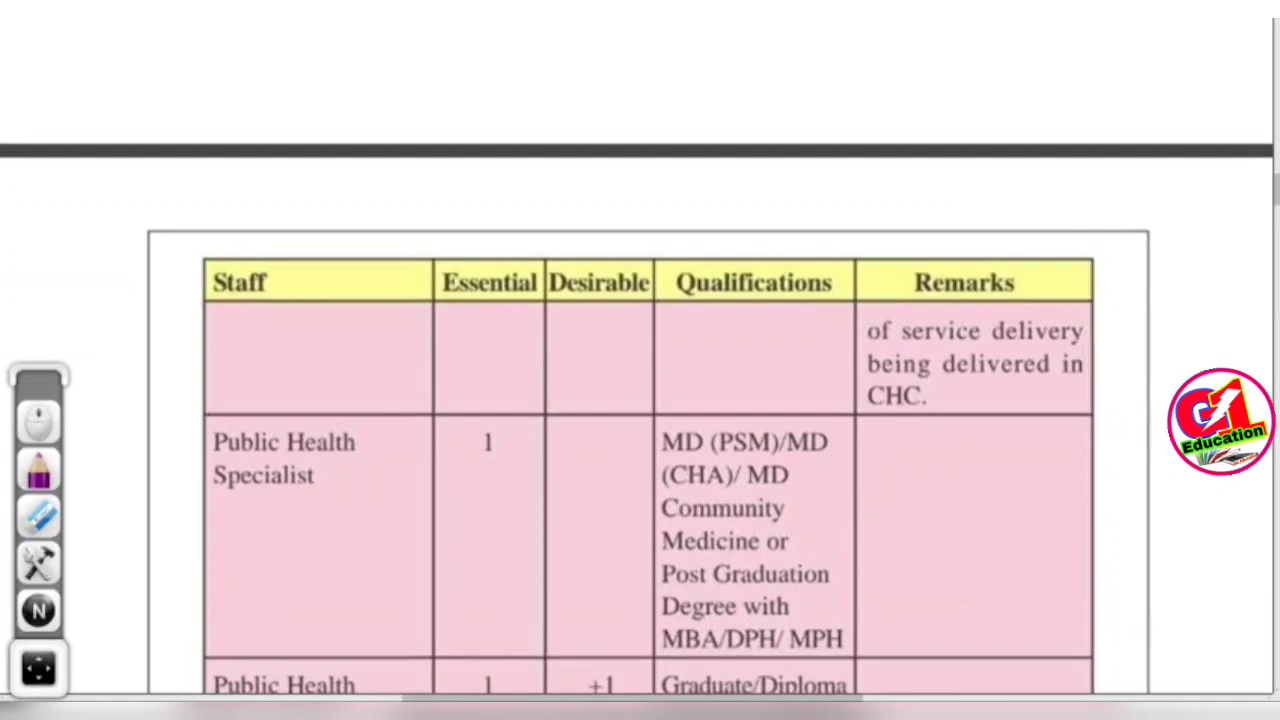 Staff Essential Desirable Qualifications Remarks
of service delivery
being delivered in
CHC.
Public Health 1 MD (PSM)/MD
Specialist (CHA)/ MD
Community
Medicine or
Post Graduation
Degree with
MBA/DPH/ MPH
Public Health 1 +1 Graduate/Diploma
G1
Education
N